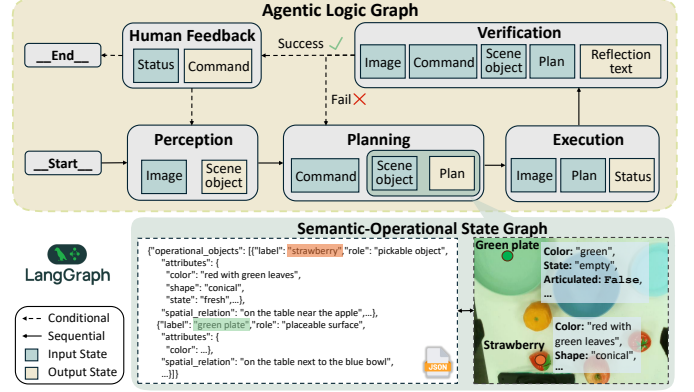 Agentic Logic Graph
Human Feedback
Verification
__End__
Status
Command
Success
Image
Command
Scene
object
Plan
Reflection
text
Fail
__Start__
Perception
Image
Scene
object
Planning
Command
Scene
object
Plan
Execution
Image
Plan
Status
Semantic-Operational State Graph
LangGraph
Conditional
Sequential
Input State
Output State
{"operational_objects": [{"label": "strawberry","role": "pickable object",
"attributes": {
"color": "red with green leaves",
"shape": "conical",
"state": "fresh",...},
"spatial_relation": "on the table near the apple",...},
{"label": "green plate","role": "placeable surface",
"attributes": {
"color": ...},
"spatial_relation": "on the table next to the blue bowl",
...}]}
JSON
Green plate
Color: "green",
State: "empty",
Articulated: False,
...
Strawberry
Color: "red with
green leaves",
Shape: "conical",
...